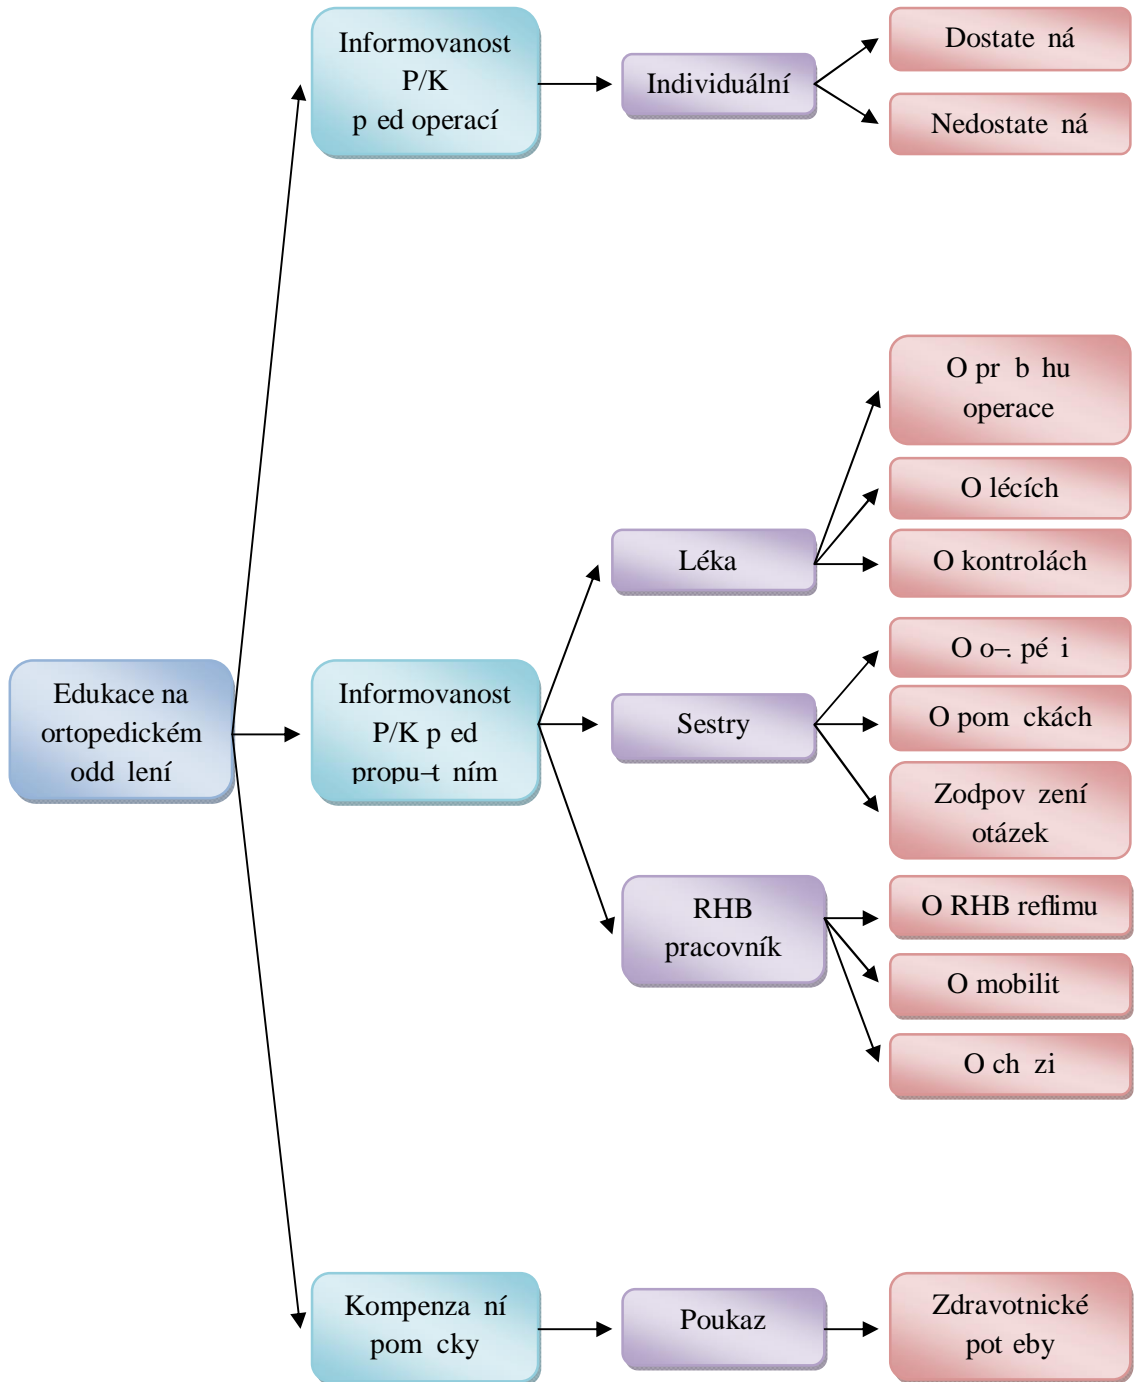 Informovanost
P/K
p ed operací
Individuální
Dostate ná
Nedostate ná
O pr b hu
operace
O lécích
Léka
O kontrolách
O o–. pé i
Edukace na
ortopedickém
odd lení
Informovanost
P/K p ed
propu–t ním
Sestry
O pom ckách
Zodpov zení
otázek
RHB
pracovník
O RHB reflimu
O mobilit
O ch zi
Kompenza ní
pom cky
Poukaz
Zdravotnické
pot eby